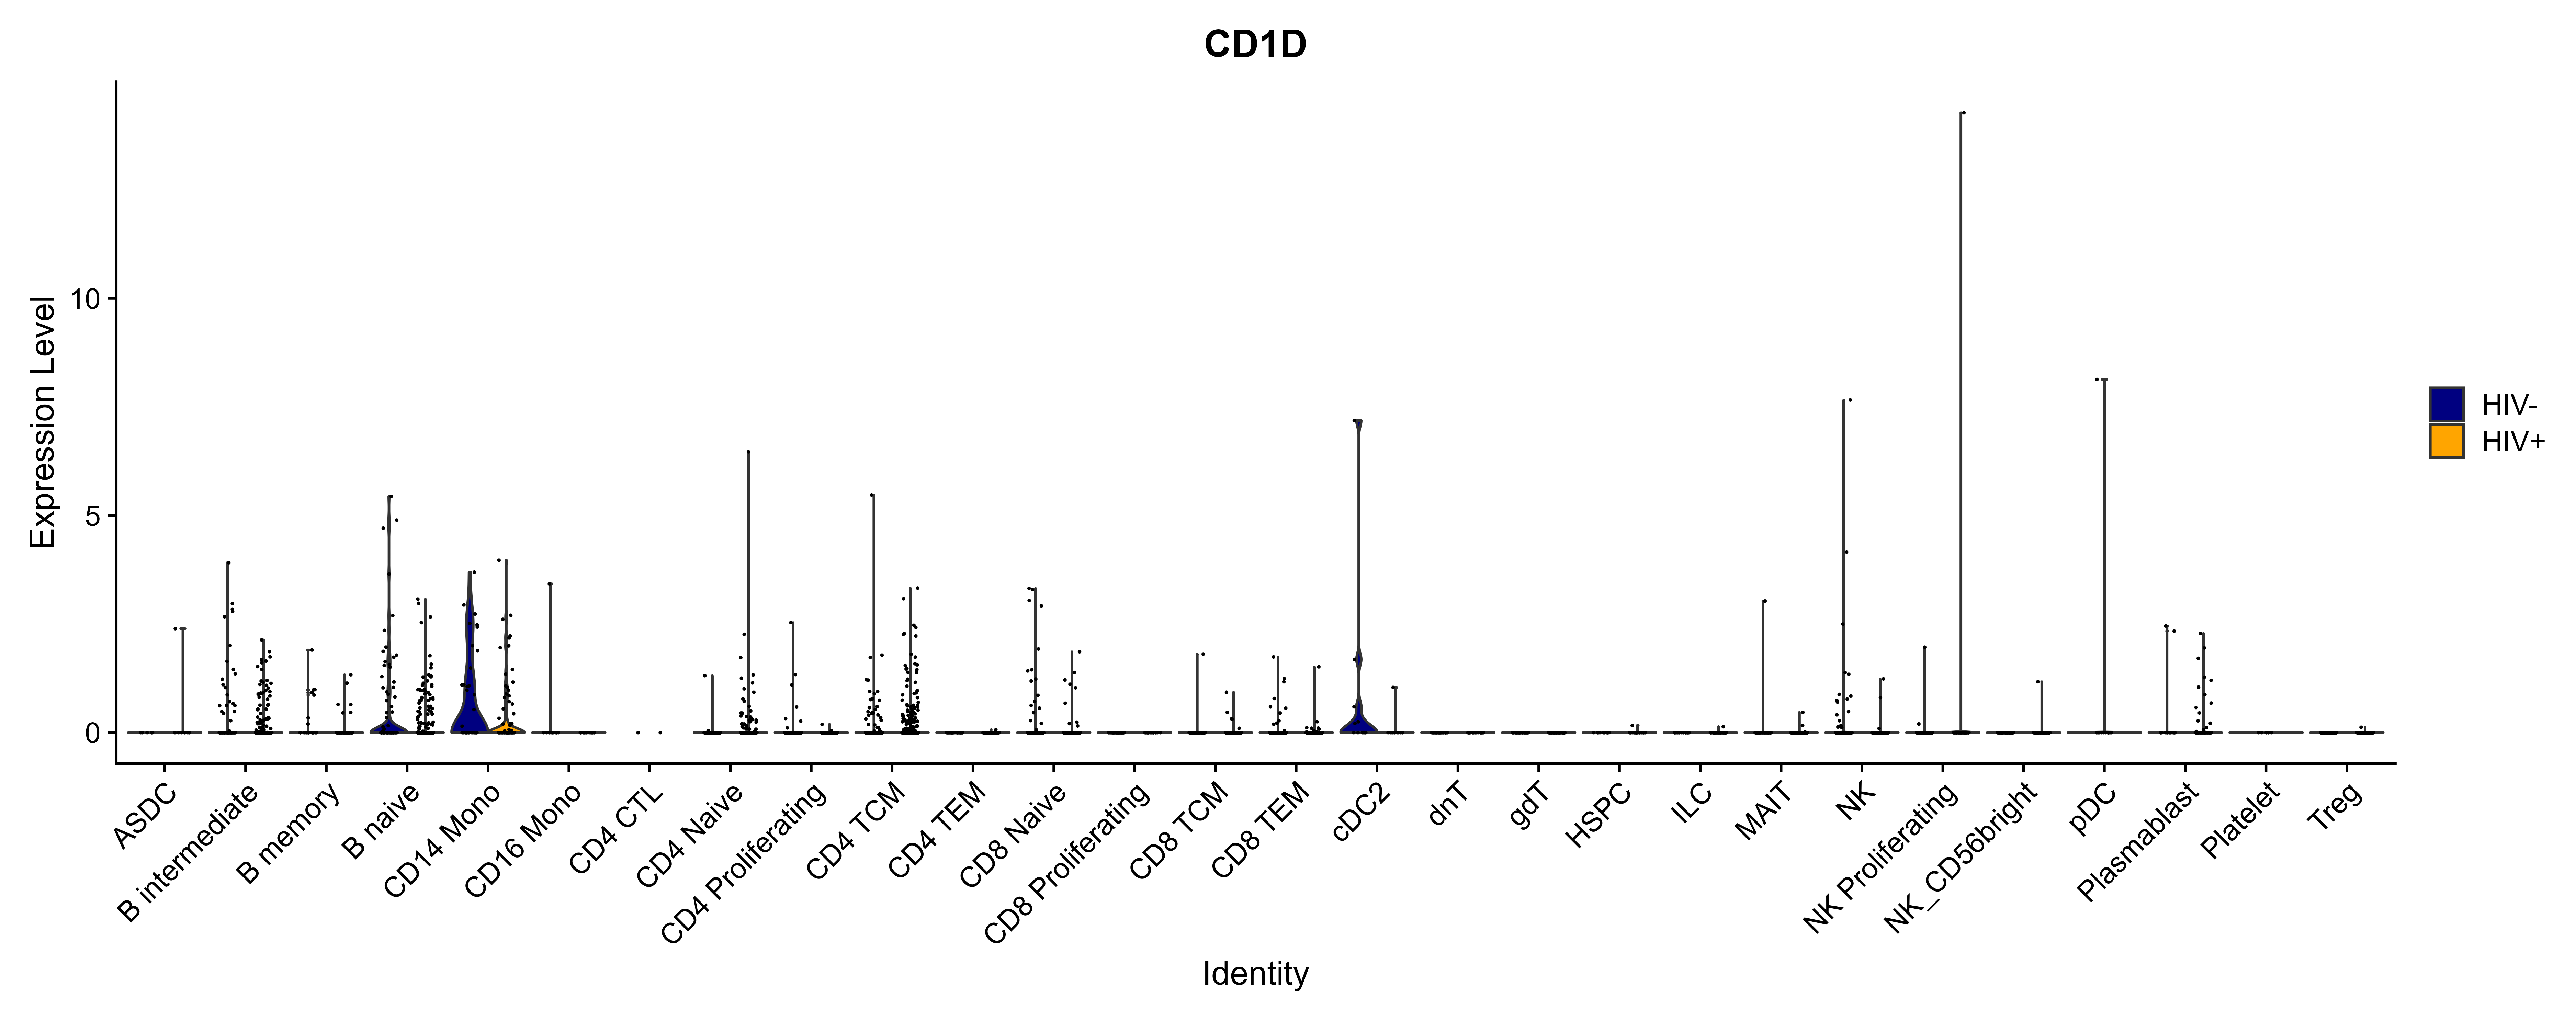 CD1D
Expression Level
10
5
0
HIV-
HIV+
ASDC
B intermediate
B memory
B naive
CD14 Mono
CD16 Mono
CD4 CTL
CD4 Naive
CD4 Proliferating
CD4 TCM
CD4 TEM
CD8 Naive
CD8 Proliferating
CD8 TCM
CD8 TEM
cDC2
dnT
gdT
HSPC
ILC
MAIT
NK
NK Proliferating
NK_CD56bright
pDC
Plasmablast
Platelet
Treg
Identity